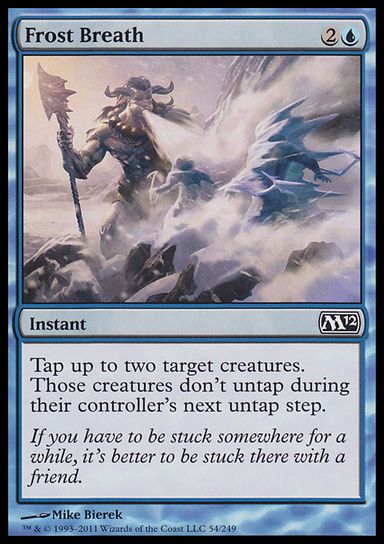 Frost Breath 2
Instant M12
Tap up to two target creatures.
Those creatures don't untap during
their controller's next untap step.
If you have to be stuck somewhere for a
while, it's better to be stuck there with a
friend.
Mike Bierek
™ & © 1993–2011 Wizards of the Coast LLC 54/249